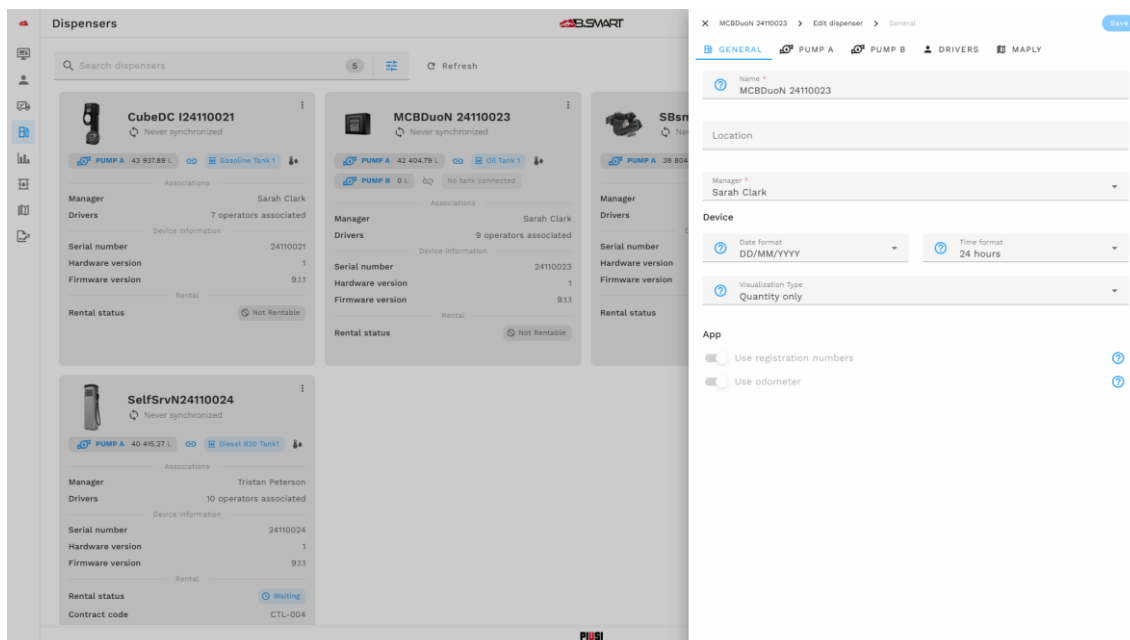 Dispensers
B.SMART
Search dispensers
5
Refresh
CubeDC I24110021
Never synchronized
PUMP A 43 937.89 L
Gasoline Tank 1
Associations
Manager
Sarah Clark
Drivers
7 operators associated
Device information
Serial number
24110021
Hardware version
1
Firmware version
9.1.1
Rental
Rental status
Not Rentable
MCBDuoN 24110023
Never synchronized
PUMP A 42 404.79 L
Oil Tank 1
PUMP B 0 L
No tank connected
Associations
Manager
Sarah Clark
Drivers
9 operators associated
Device information
Serial number
24110023
Hardware version
1
Firmware version
9.1.1
Rental
Rental status
Not Rentable
PUMP A 38 804
Manager
Drivers
Serial number
Hardware version
Firmware version
Rental status
SelfSrvN24110024
Never synchronized
PUMP A 40 415.27 L
Diesel B20 Tank1
Associations
Manager
Tristan Peterson
Drivers
10 operators associated
Device information
Serial number
24110024
Hardware version
1
Firmware version
9.1.1
Rental
Rental status
Waiting
Contract code
CTL-004
PIUSI
MCBDuoN 24110023 > Edit dispenser > General
Save
GENERAL PUMP A PUMP B DRIVERS MAPLY
Name *
MCBDuoN 24110023
Location
Manager *
Sarah Clark
Device
Date format
DD/MM/YYYY
Time format
24 hours
Visualization Type
Quantity only
App
Use registration numbers
Use odometer